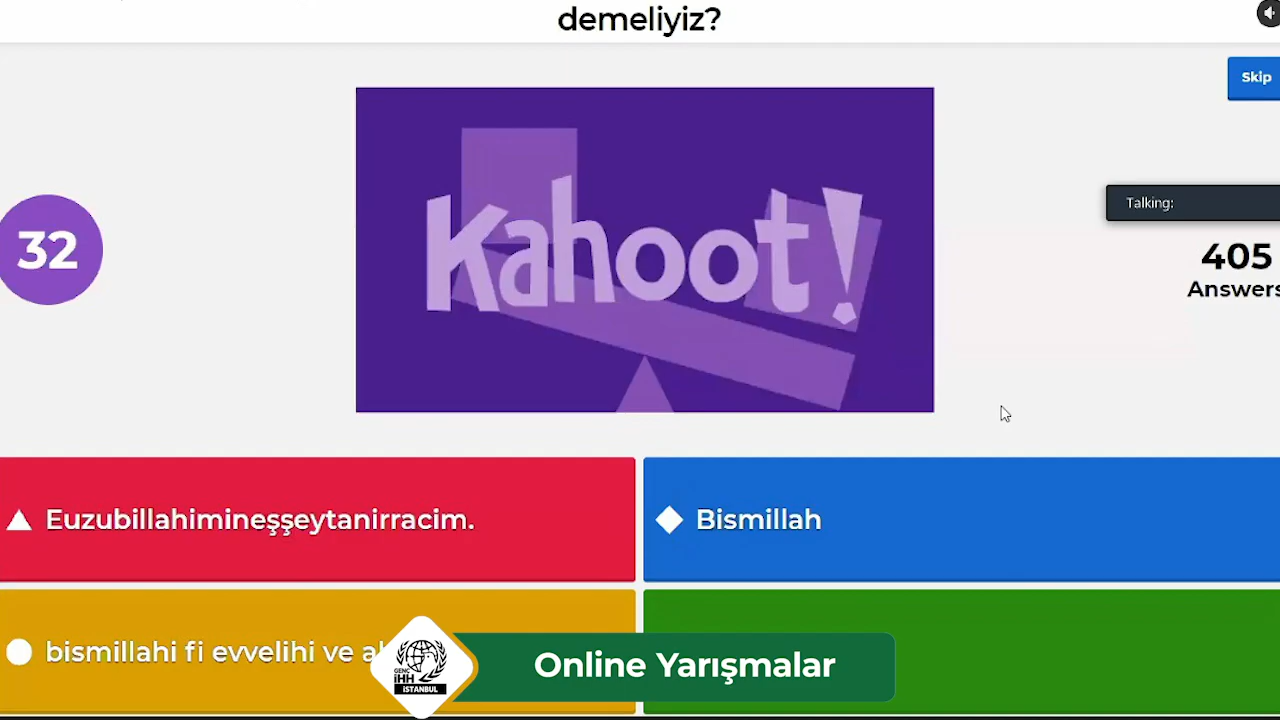 demeliyiz?
Skip
Kahoot!
32
Talking:
405
Answers
Euzubillahimineşşeytanirracim.
Bismillah
bismillahi fi evvelihi ve
GENÇ
İHH
İSTANBUL
Online Yarışmalar